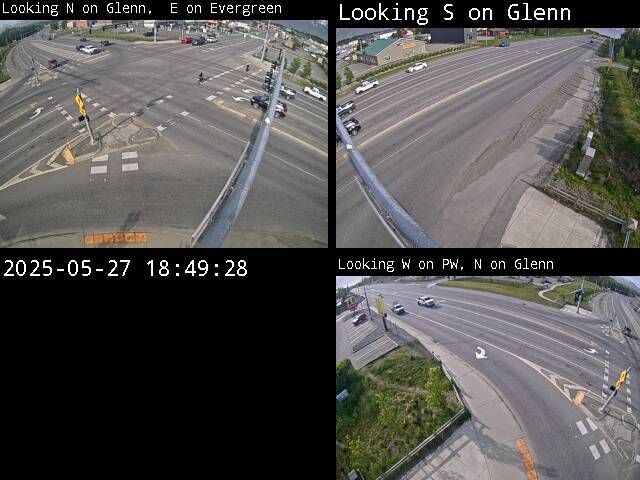 Looking N on Glenn,  E on Evergreen
Looking S on Glenn
2025-05-27 18:49:28
Looking W on PW, N on Glenn